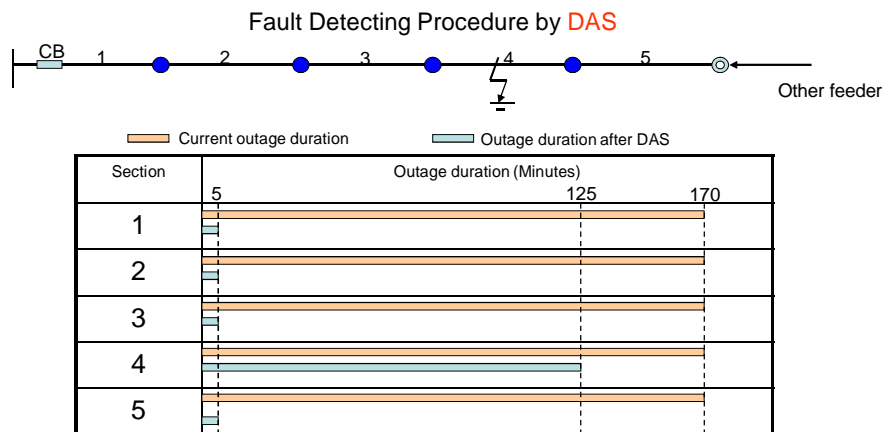 Fault Detecting Procedure by DAS
CB 1 2 3 4 5
Other feeder
Current outage duration Outage duration after DAS
Section Outage duration (Minutes)
5 125 170
1
2
3
4
5